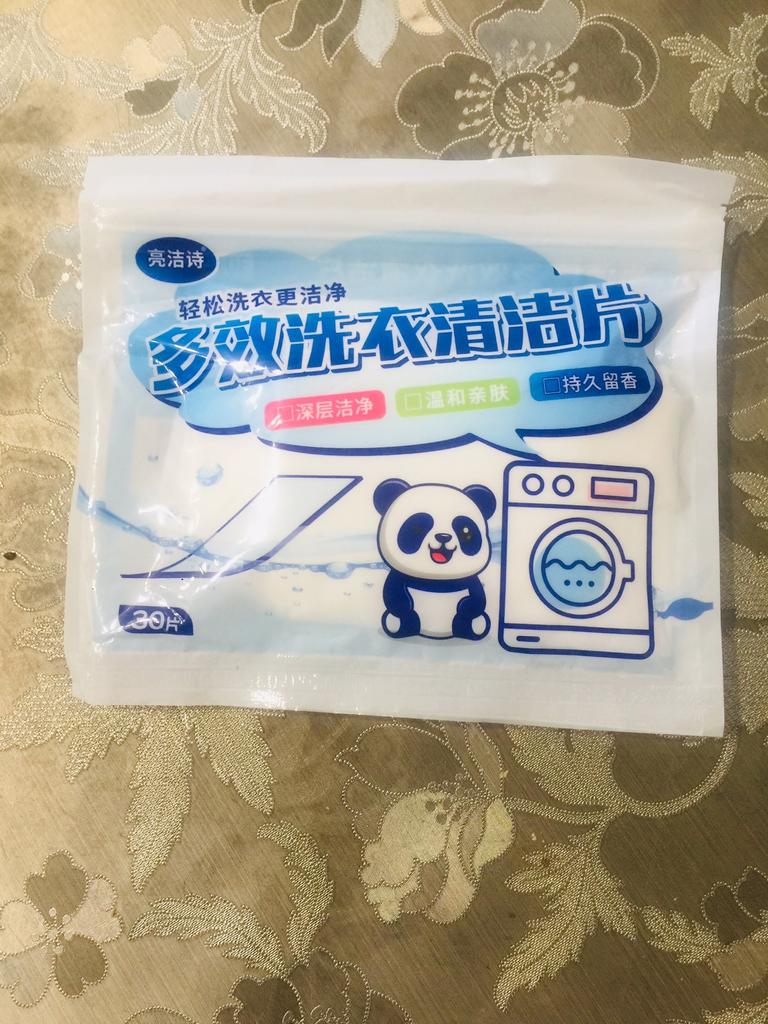 亮洁诗
轻松洗衣更洁净
多效洗衣清洁片
深层洁净 温和亲肤 持久留香
30片